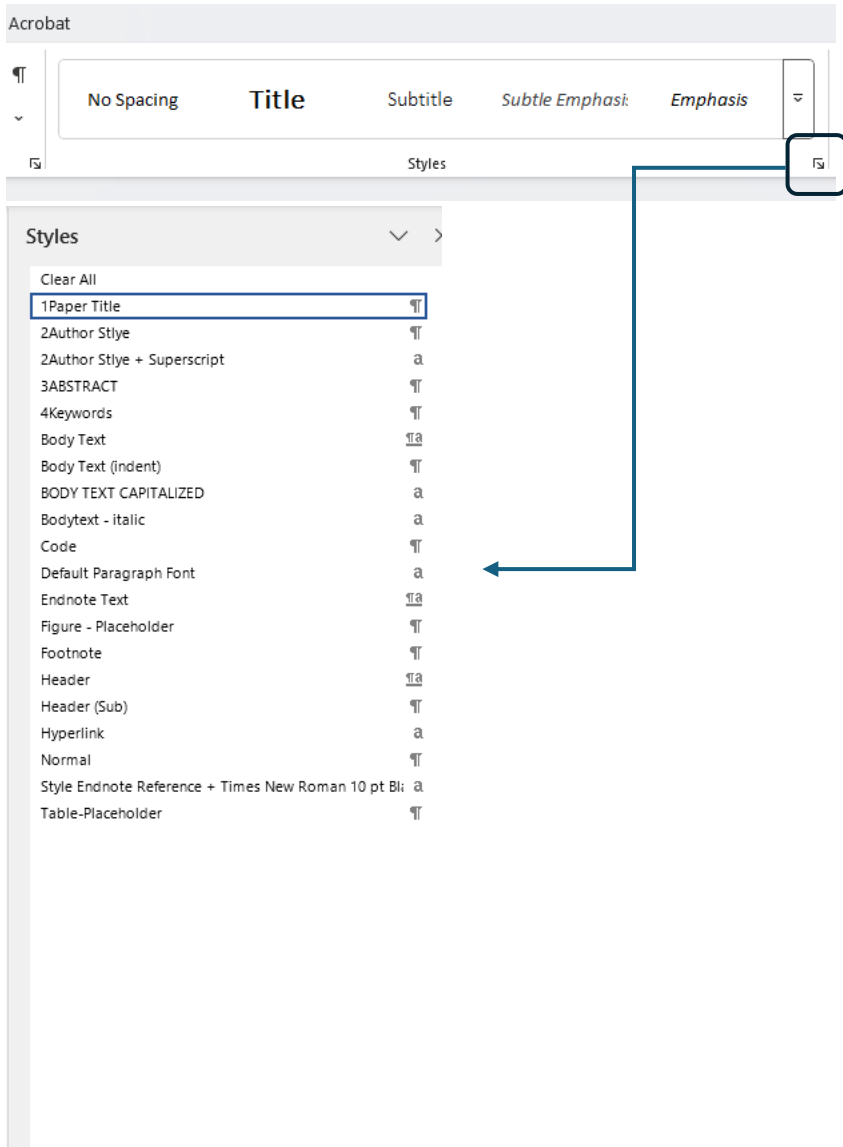 Acrobat
¶
No Spacing Title Subtitle Subtle Emphasis Emphasis
Styles
Styles
Clear All
1Paper Title ¶
2Author Stlye ¶
2Author Stlye + Superscript a
3ABSTRACT ¶
4Keywords ¶
Body Text ¶a
Body Text (indent) ¶
BODY TEXT CAPITALIZED a
Bodytext - italic a
Code ¶
Default Paragraph Font a
Endnote Text ¶a
Figure - Placeholder ¶
Footnote ¶
Header ¶a
Header (Sub) ¶
Hyperlink a
Normal ¶
Style Endnote Reference + Times New Roman 10 pt Bla a
Table-Placeholder ¶